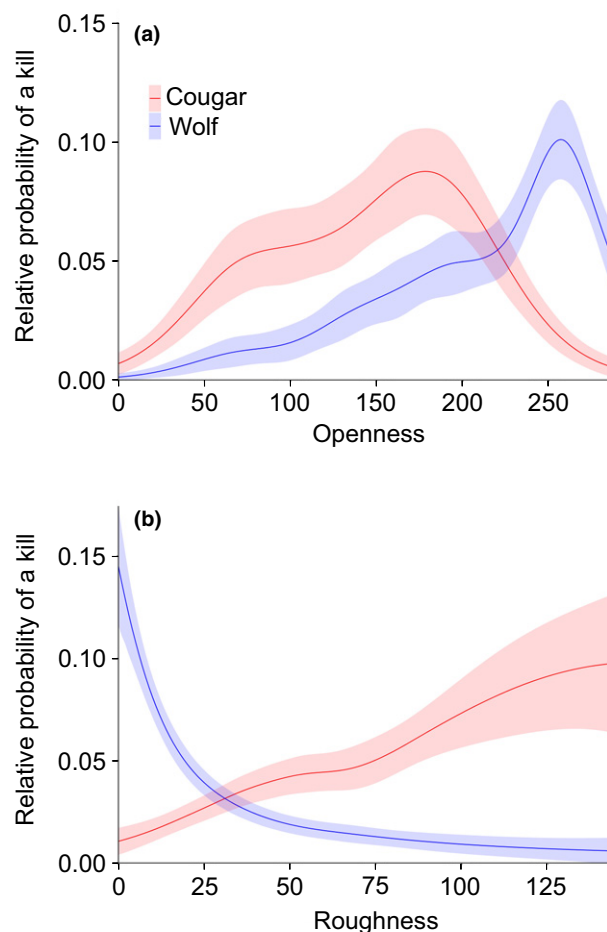 (a)
Cougar
Wolf
Relative probability of a kill
0.15
0.10
0.05
0.00
0 50 100 150 200 250
Openness
(b)
Relative probability of a kill
0.15
0.10
0.05
0.00
0 25 50 75 100 125
Roughness